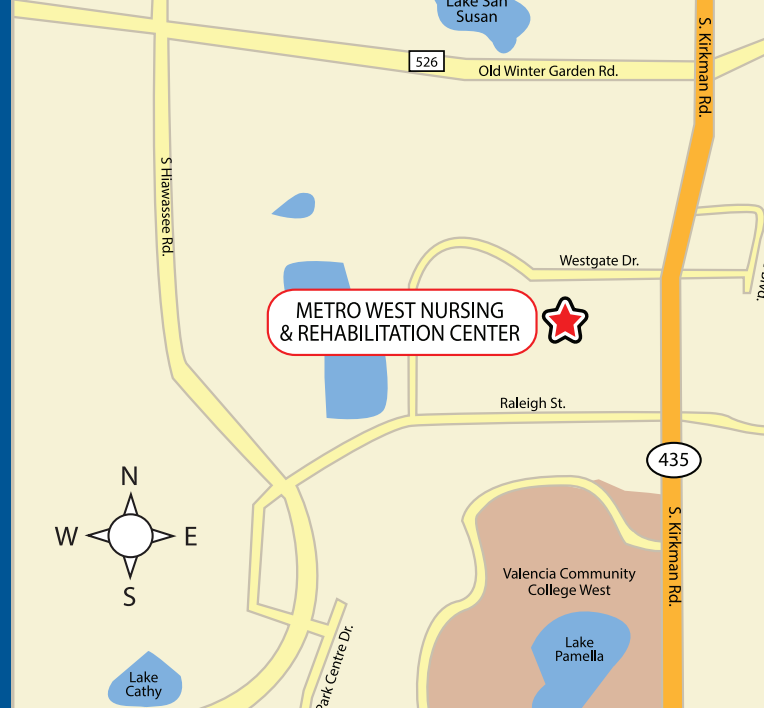 Lake San
Susan
S. Kirkman Rd.
526
Old Winter Garden Rd.
S Hiawassee Rd.
Westgate Dr.
Blvd.
METRO WEST NURSING
& REHABILITATION CENTER
Raleigh St.
435
N
W
E
S
S. Kirkman Rd.
Valencia Community
College West
Lake
Pamella
Park Centre Dr.
Lake
Cathy